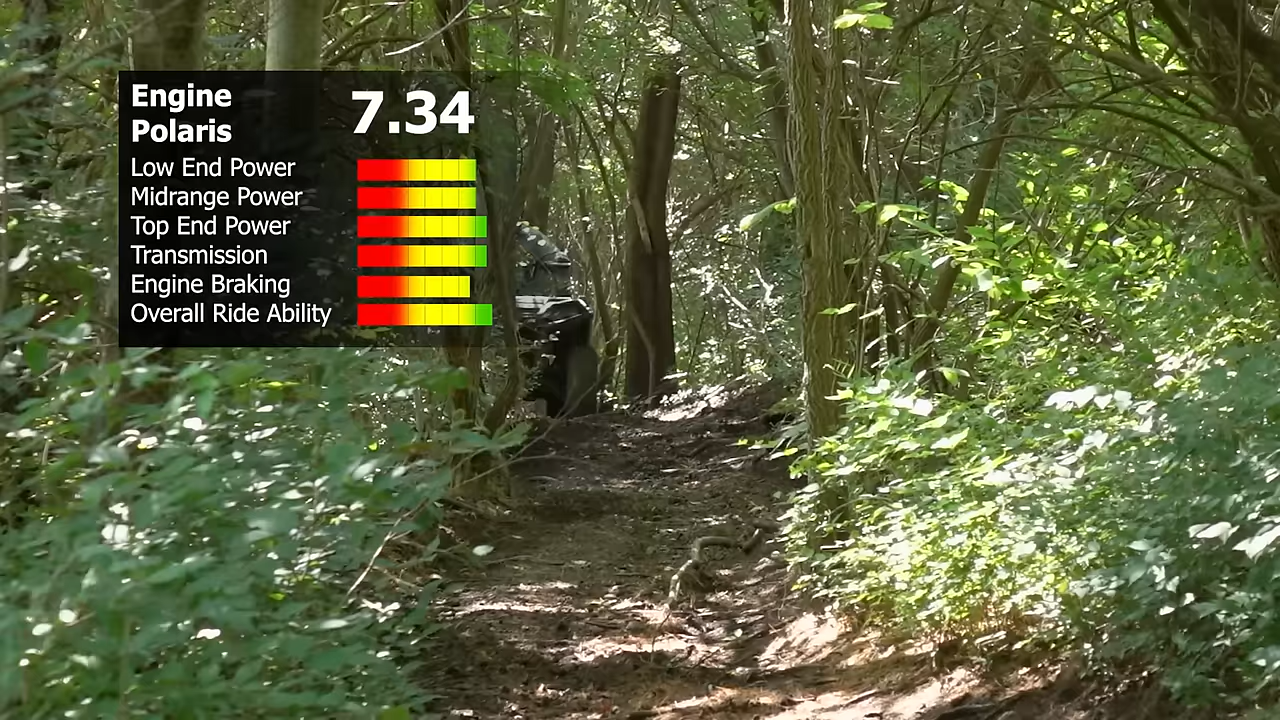 Engine
Polaris
7.34
Low End Power
Midrange Power
Top End Power
Transmission
Engine Braking
Overall Ride Ability